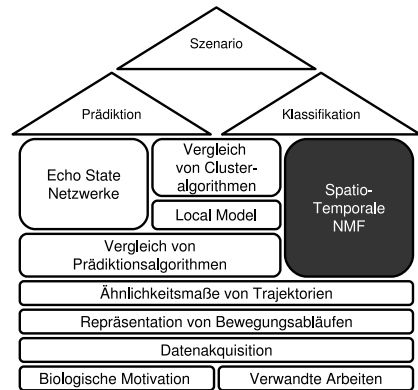 Szenario
Prädiktion
Klassifikation
Echo State
Netzwerke
Vergleich
von Cluster-
algorithmen
Local Model
Spatio-
Temporale
NMF
Vergleich von
Prädiktionsalgorithmen
Ähnlichkeitsmaße von Trajektorien
Repräsentation von Bewegungsabläufen
Datenakquisition
Biologische Motivation
Verwandte Arbeiten